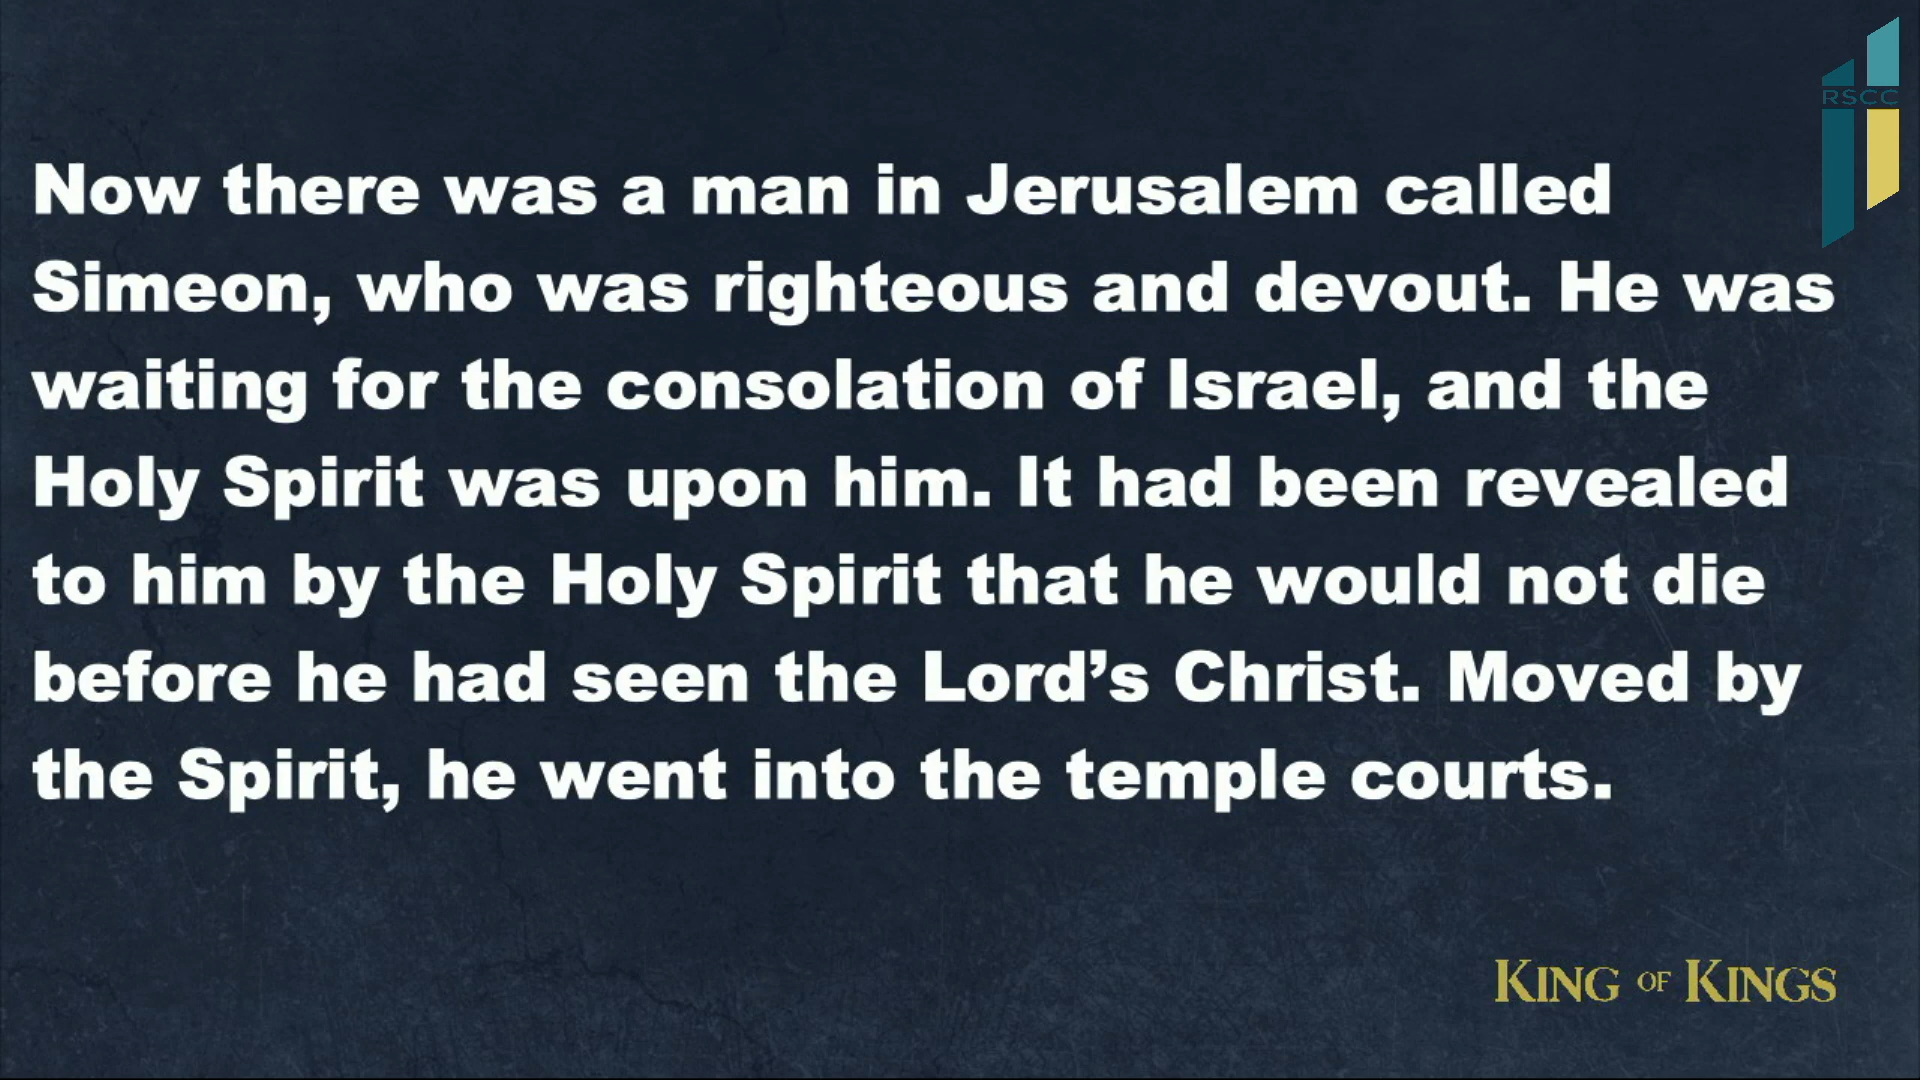 RSCC
Now there was a man in Jerusalem called
Simeon, who was righteous and devout. He was
waiting for the consolation of Israel, and the
Holy Spirit was upon him. It had been revealed
to him by the Holy Spirit that he would not die
before he had seen the Lord’s Christ. Moved by
the Spirit, he went into the temple courts.
KING OF KINGS